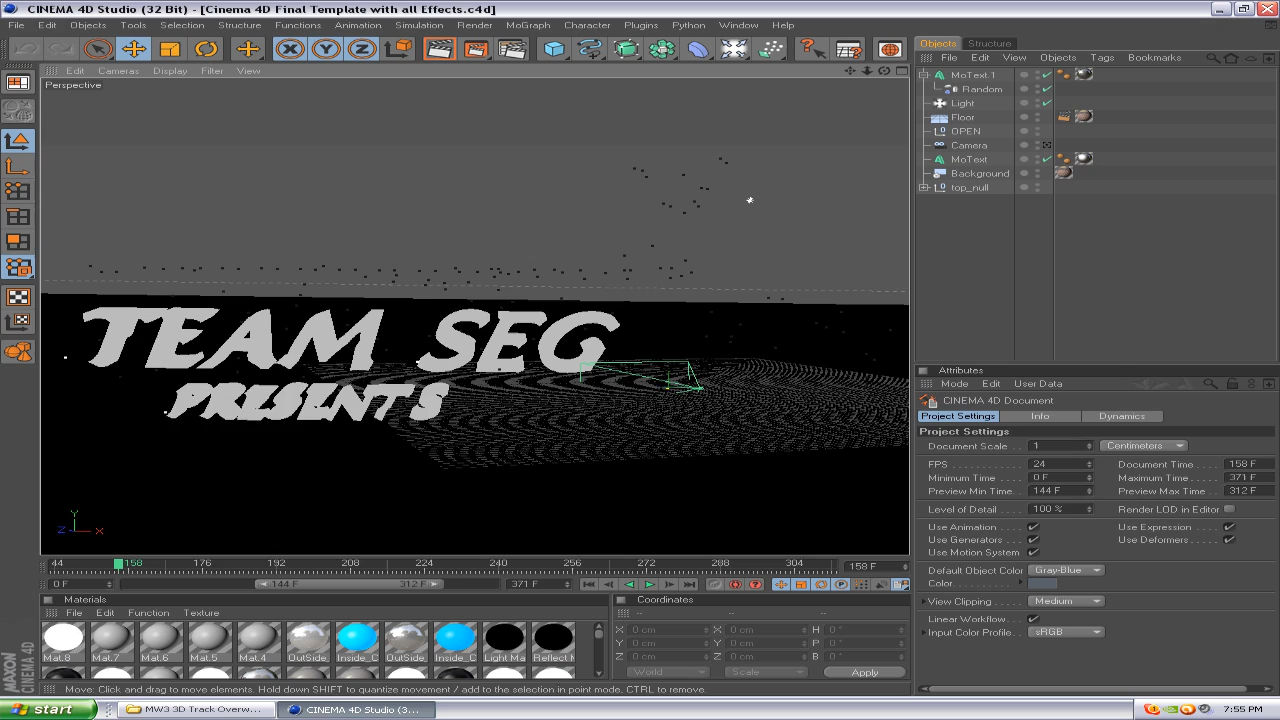 CINEMA 4D Studio (32 Bit) - [Cinema 4D Final Template with all Effects.c4d]
File Edit Objects Tools Selection Structure Functions Animation Simulation Render MoGraph Character Plugins Python Window Help
Objects Structure
File Edit View Objects Tags Bookmarks
Edit Cameras Display Filter View
Perspective
MoText.1
Random
Light
Floor
OPEN
Camera
MoText
Background
top_null
TEAM SEG
PRESENTS
Y
Z X
Attributes
Mode Edit User Data
CINEMA 4D Document
Project Settings Info Dynamics
Project Settings
Document Scale 1 Centimeters
FPS 24 Document Time 158 F
Minimum Time 0 F Maximum Time 371 F
Preview Min Time 144 F Preview Max Time 312 F
Level of Detail 100 % Render LOD in Editor
Use Animation Use Expression
Use Generators Use Deformers
Use Motion System
Default Object Color Gray-Blue
Color
View Clipping Medium
Linear Workflow
Input Color Profile sRGB
44 158 176 192 208 224 240 256 272 288 304 158 F
0 F 144 F 312 F 371 F
Materials Coordinates
File Edit Function Texture
Mat.8 Mat.7 Mat.6 Mat.5 Mat.4 OutSide_ Inside_C OutSide_ Inside_C Light Ma Reflect M
X 0 cm X 0 cm H 0 °
Y 0 cm Y 0 cm P 0 °
Z 0 cm Z 0 cm B 0 °
World Scale Apply
MAXON CINEMA 4D
Move: Click and drag to move elements. Hold down SHIFT to quantize movement / add to the selection in point mode, CTRL to remove.
start MW3 3D Track Overw... CINEMA 4D Studio (3... 7:55 PM